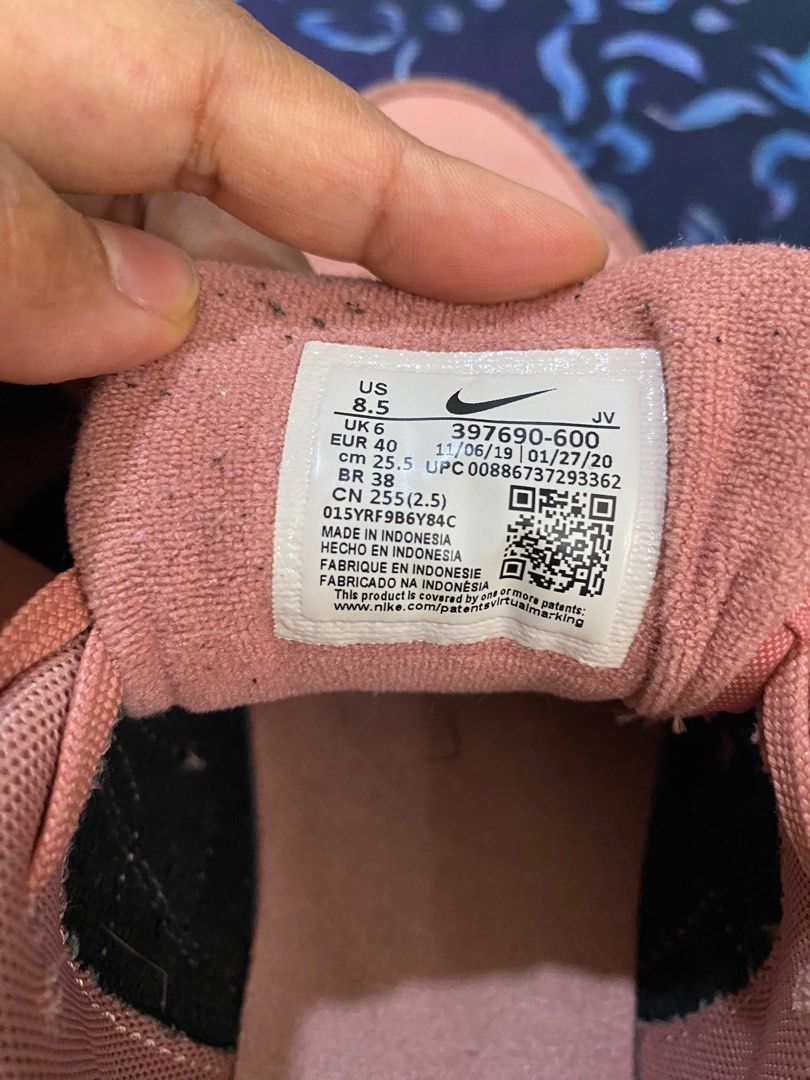 US
8.5
JV
UK 6
397690-600
EUR 40
11/06/19 | 01/27/20
cm 25.5
UPC 00886737293362
BR 38
CN 255(2.5)
015YRF9B6Y84C
MADE IN INDONESIA
HECHO EN INDONESIA
FABRIQUE EN INDONESIE
FABRICADO NA INDONÉSIA
This product is covered by one or more patents:
www.nike.com/patentsvirtualmarking